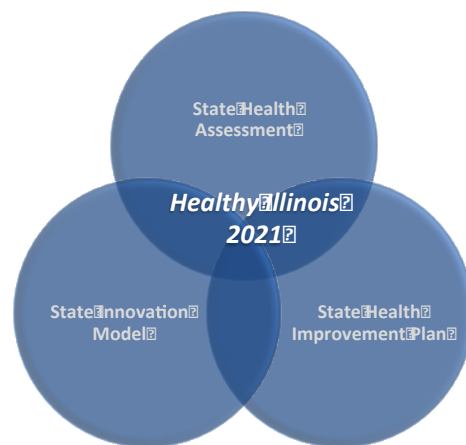 State Health
Assessment
Healthy Illinois
2021
State Innovation
Model
State Health
Improvement Plan